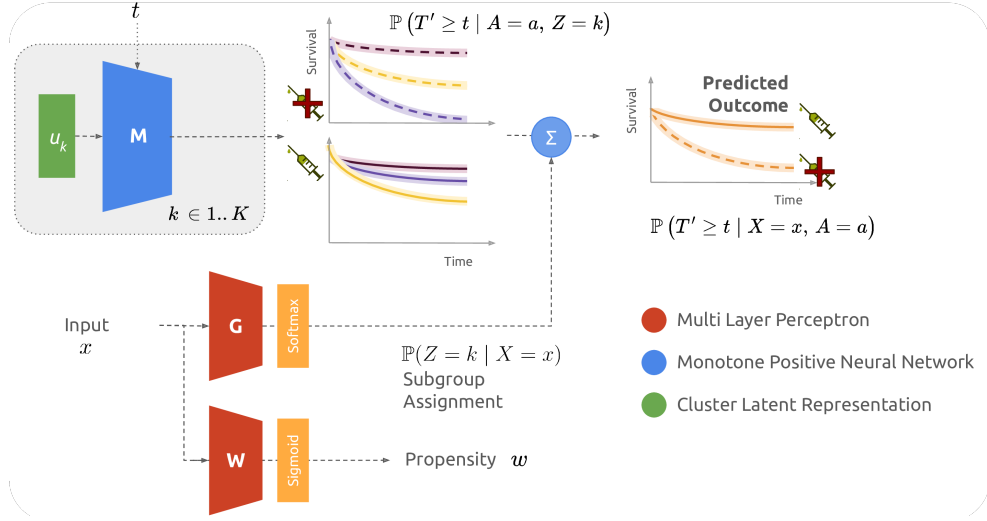 t
ℙ (T′ ≥ t | A = a, Z = k)
Survival
u_k
M
k ∈ 1.. K
Time
Σ
Predicted
Outcome
Survival
Time
ℙ (T′ ≥ t | X = x, A = a)
Input
x
G
Softmax
ℙ(Z = k | X = x)
Subgroup
Assignment
W
Sigmoid
Propensity w
Multi Layer Perceptron
Monotone Positive Neural Network
Cluster Latent Representation